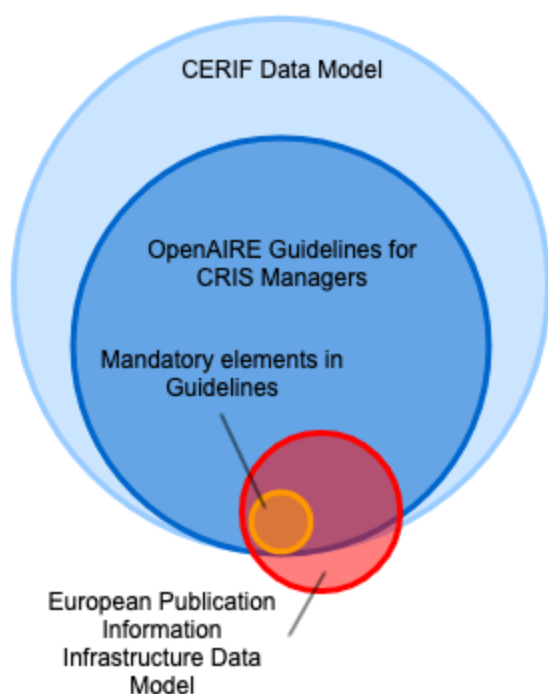 CERIF Data Model
OpenAIRE Guidelines for
CRIS Managers
Mandatory elements in
Guidelines
European Publication
Information
Infrastructure Data
Model